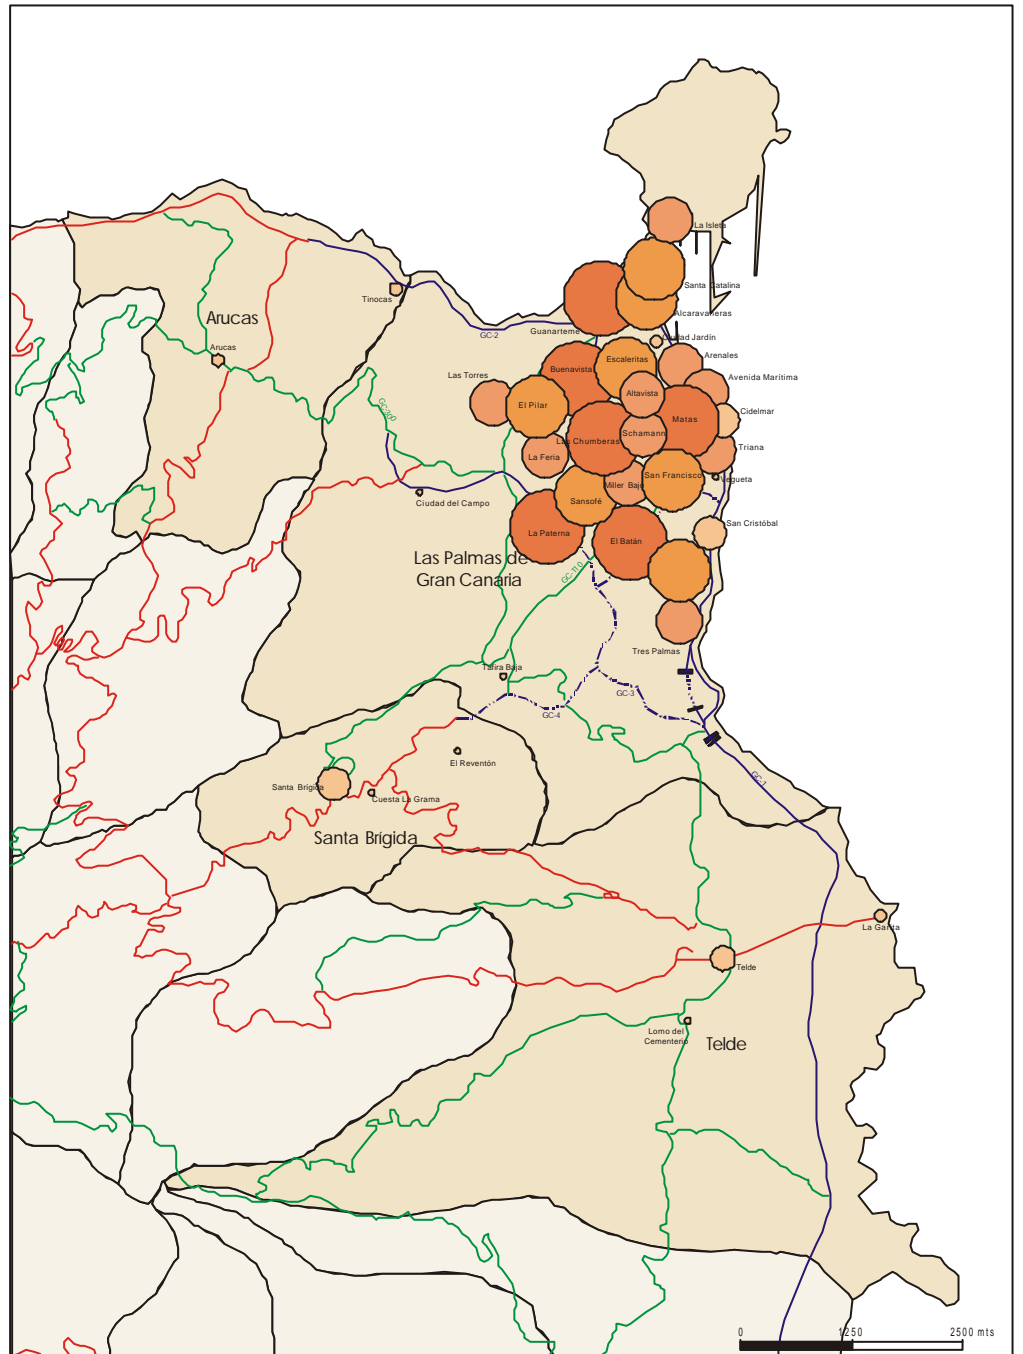 La Isleta
Santa Catalina
Tinocas
Arucas
Alcaravaneras
Guanarteme
GC-2
Ciudad Jardín
Arucas
Escaleritas
Arenales
Buenavista
Las Torres
Avenida Marítima
Altavista
El Pilar
GC-300
Cidelmar
Matas
Schamann
Las Chumberas
Triana
La Feria
San Francisco
Vegueta
Miller Bajo
Ciudad del Campo
Sansofé
San Cristóbal
La Paterna
El Batán
Las Palmas de
Gran Canaria
GC-110
Tres Palmas
Tafira Baja
GC-3
GC-4
El Reventón
GC-1
Santa Brígida
Cuesta La Grama
Santa Brígida
La Garita
Telde
Lomo del
Cementerio
Telde
0 1250 2500 mts